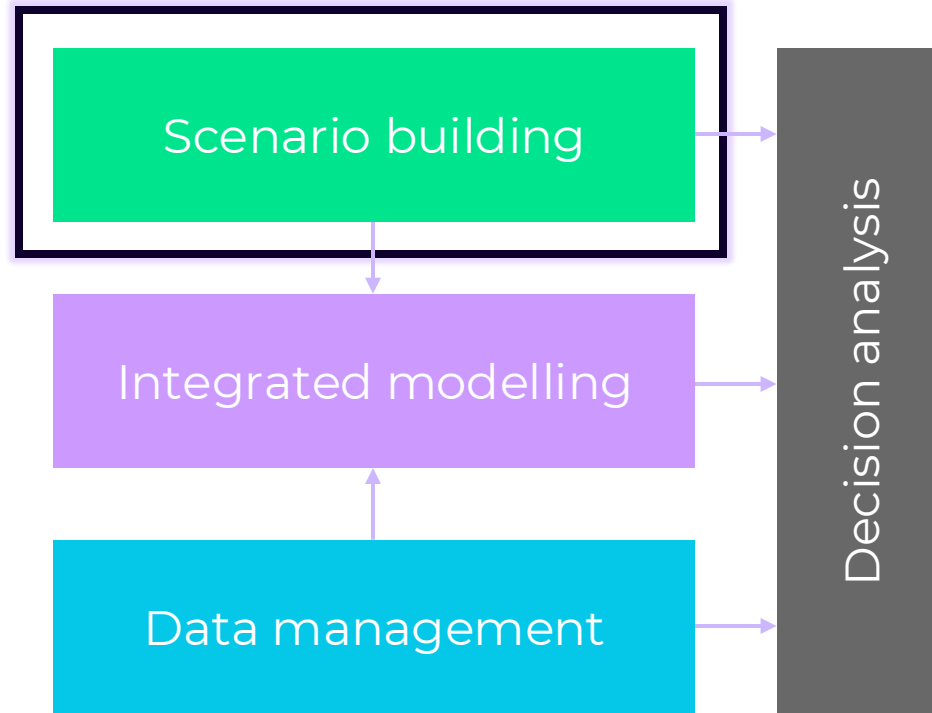 Scenario building
Integrated modelling
Data management
Decision analysis